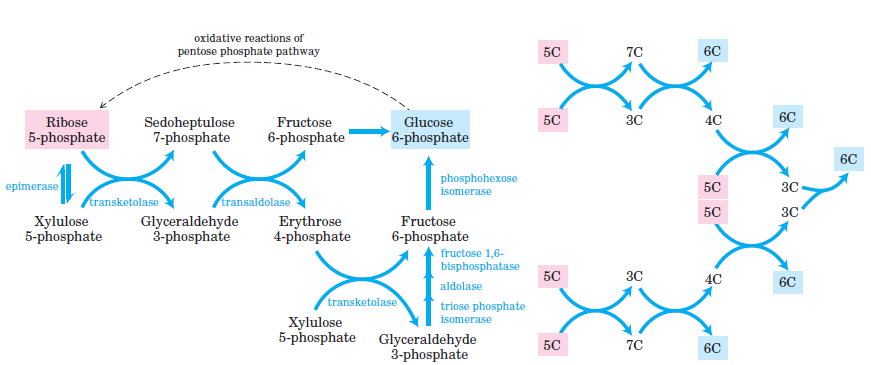 oxidative reactions of
pentose phosphate pathway
Ribose
5-phosphate
Sedoheptulose
7-phosphate
Fructose
6-phosphate
Glucose
6-phosphate
epimerase
transketolase
transaldolase
phosphohexose
isomerase
Xylulose
5-phosphate
Glyceraldehyde
3-phosphate
Erythrose
4-phosphate
Fructose
6-phosphate
fructose 1,6-
bisphosphatase
aldolase
triose phosphate
isomerase
transketolase
Xylulose
5-phosphate
Glyceraldehyde
3-phosphate
5C 7C 6C
5C 3C 4C 6C
6C
5C 3C
5C 3C
5C 3C 4C 6C
5C 7C 6C